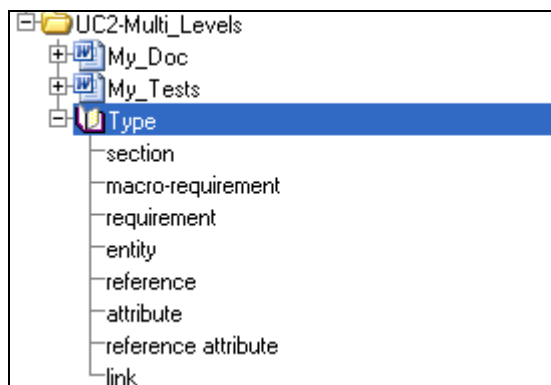 UC2-Multi_Levels
My_Doc
My_Tests
Type
section
macro-requirement
requirement
entity
reference
attribute
reference attribute
link